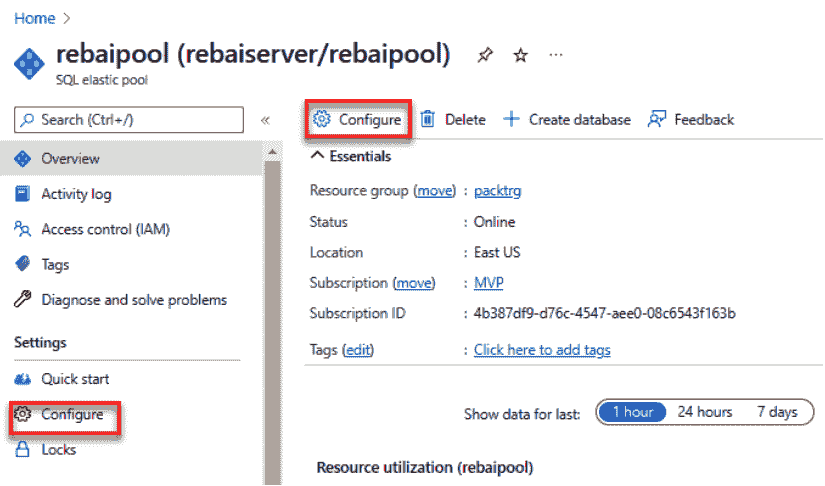 Home >
rebaipool (rebaiserver/rebaipool)
SQL elastic pool
Search (Ctrl+/)
Overview
Activity log
Access control (IAM)
Tags
Diagnose and solve problems
Settings
Quick start
Configure
Locks
Configure Delete Create database Feedback
Essentials
Resource group (move) : packtrg
Status : Online
Location : East US
Subscription (move) : MVP
Subscription ID : 4b387df9-d76c-4547-aee0-08c6543f163b
Tags (edit) : Click here to add tags
Show data for last: 1 hour 24 hours 7 days
Resource utilization (rebaipool)